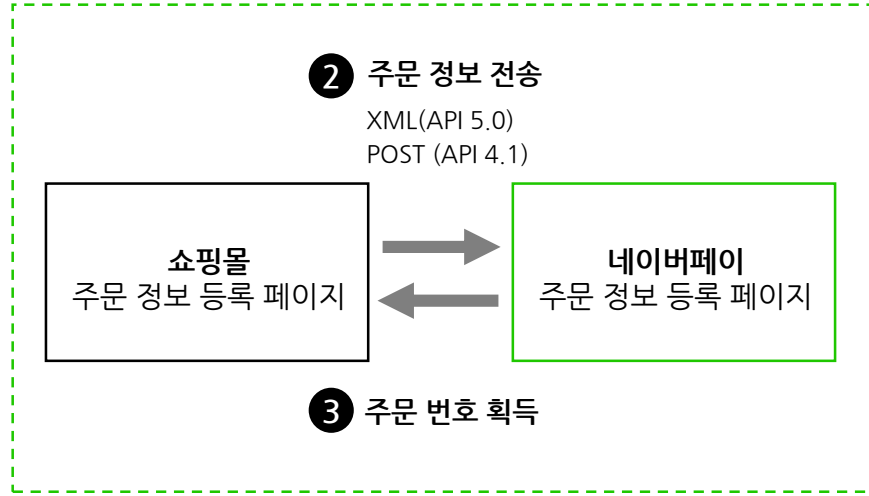 2 주문 정보 전송
XML(API 5.0)
POST (API 4.1)
쇼핑몰
주문 정보 등록 페이지
네이버페이
주문 정보 등록 페이지
3 주문 번호 획득